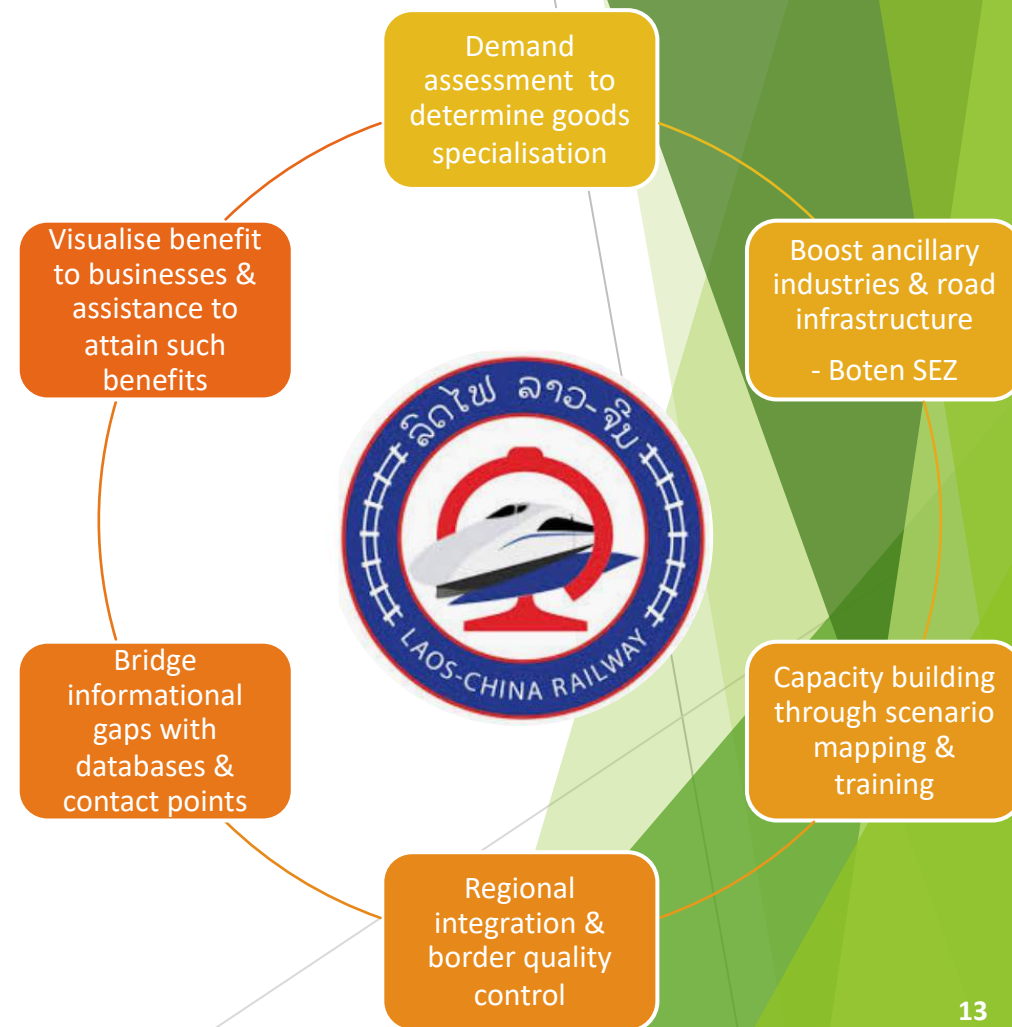 Demand
assessment to
determine goods
specialisation
Boost ancillary
industries & road
infrastructure
- Boten SEZ
Capacity building
through scenario
mapping &
training
Regional
integration &
border quality
control
Bridge
informational
gaps with
databases &
contact points
Visualise benefit
to businesses &
assistance to
attain such
benefits
ລົດໄຟ ລາວ-ຈີນ
LAOS-CHINA RAILWAY
13